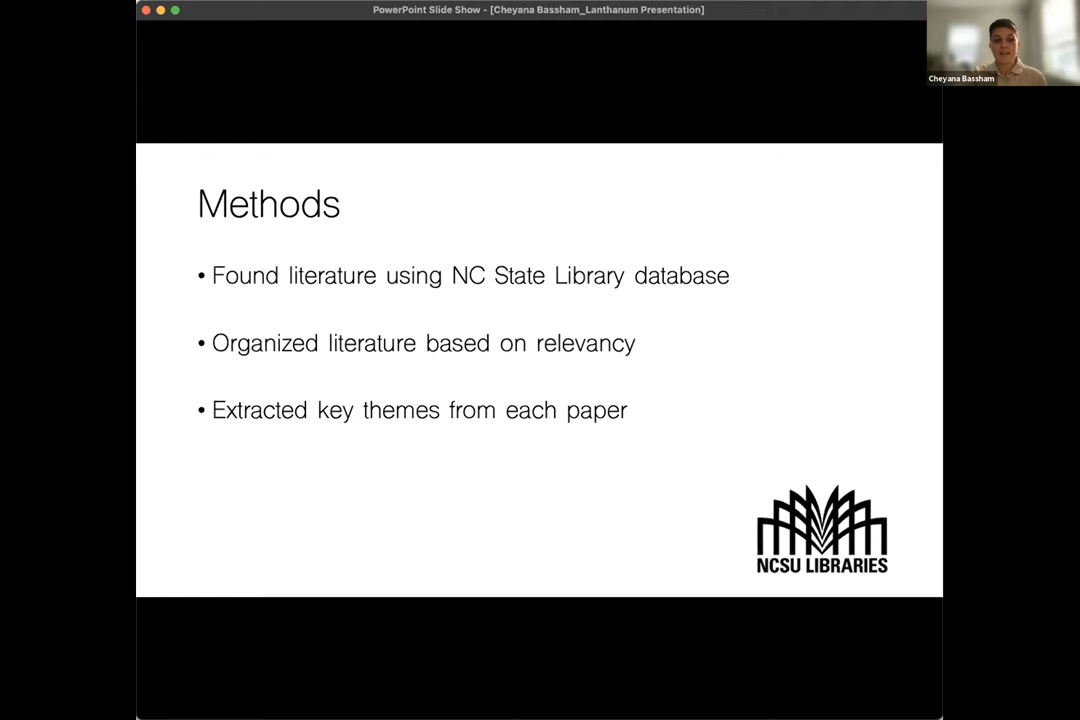 PowerPoint Slide Show - [Cheyana Bassham_Lanthanum Presentation]
Cheyana Bassham
Methods
• Found literature using NC State Library database
• Organized literature based on relevancy
• Extracted key themes from each paper
NCSU LIBRARIES